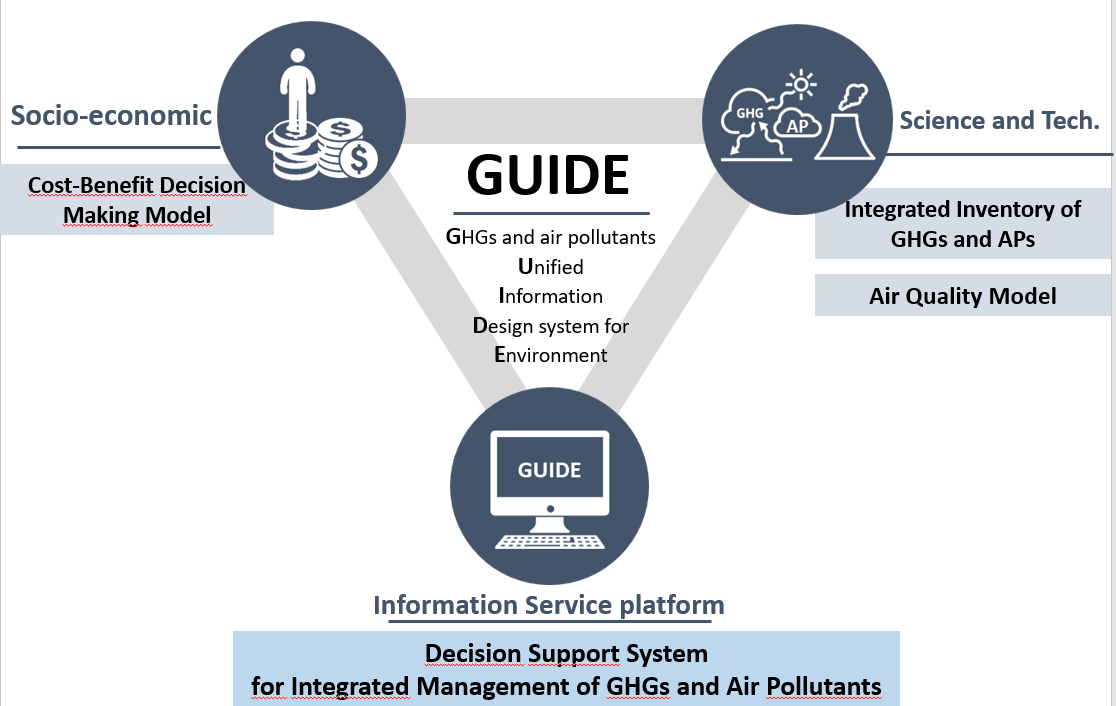 Socio-economic
Cost-Benefit Decision
Making Model
GHG
AP
Science and Tech.
Integrated Inventory of
GHGs and APs
Air Quality Model
GUIDE
GHGs and air pollutants
Unified
Information
Design system for
Environment
GUIDE
Information Service platform
Decision Support System
for Integrated Management of GHGs and Air Pollutants